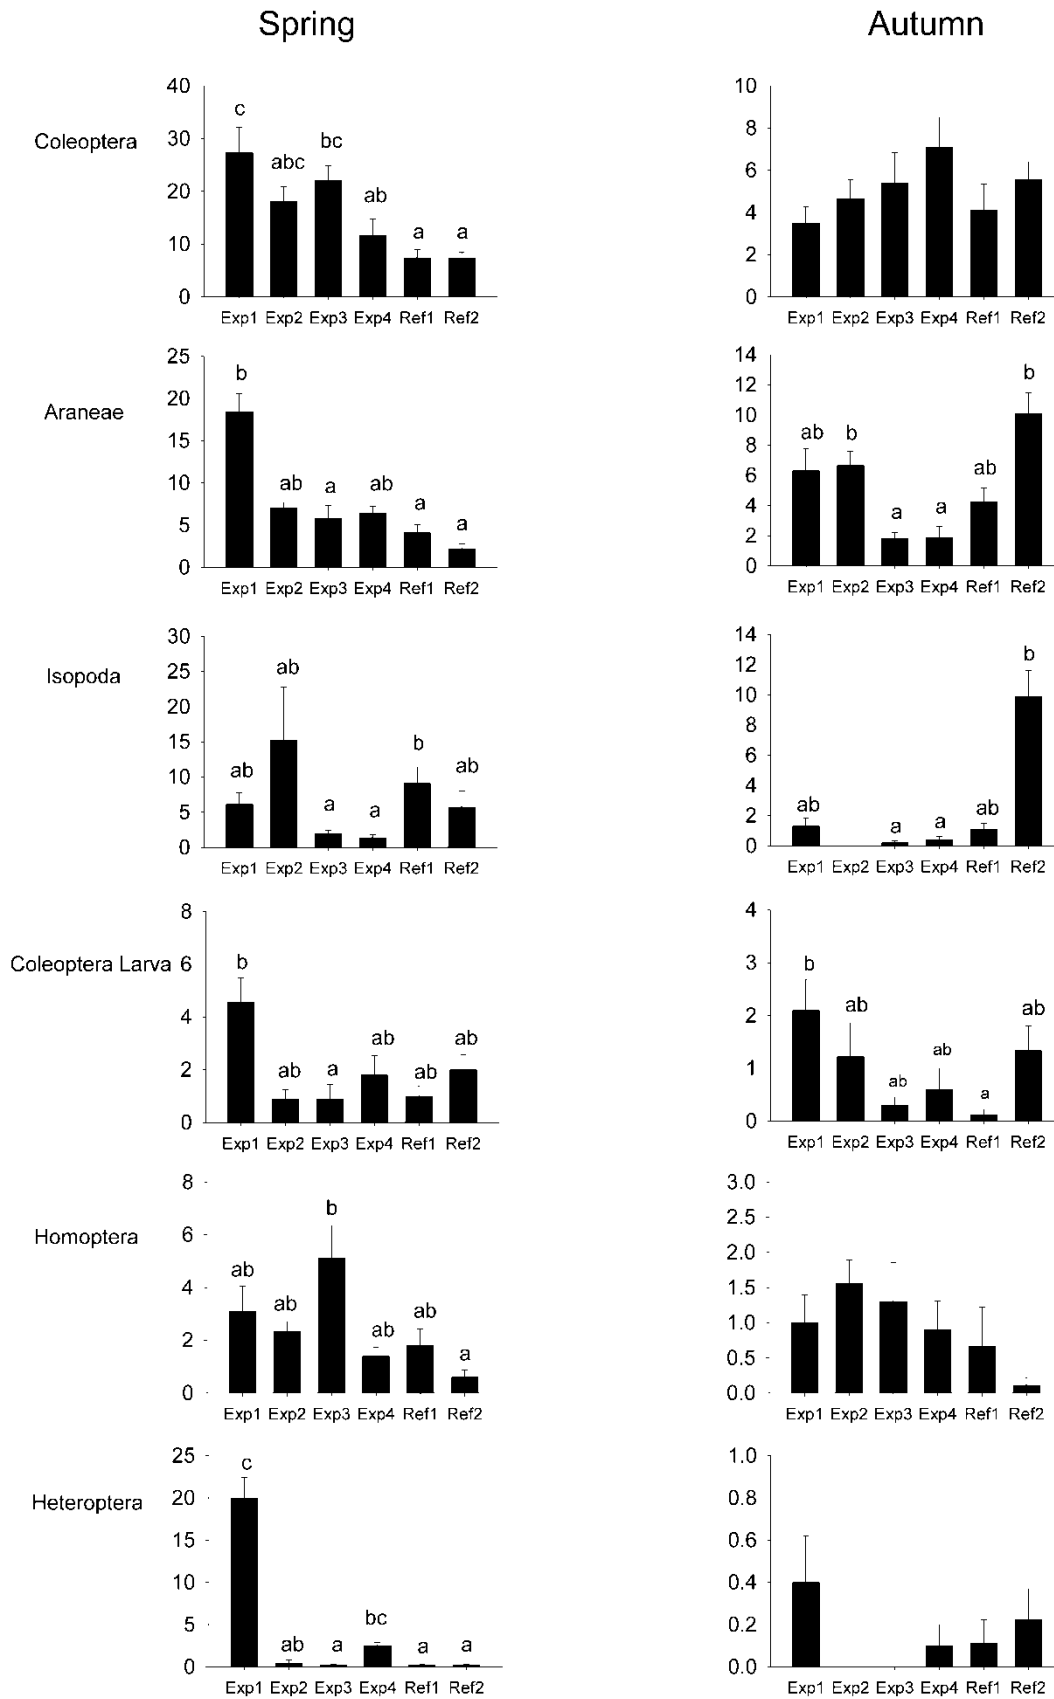 Spring Autumn
Coleoptera
40
30
20
10
0
c abc bc ab a a
Exp1 Exp2 Exp3 Exp4 Ref1 Ref2
10
8
6
4
2
0
Exp1 Exp2 Exp3 Exp4 Ref1 Ref2
Araneae
25
20
15
10
5
0
b ab a ab a a
Exp1 Exp2 Exp3 Exp4 Ref1 Ref2
14
12
10
8
6
4
2
0
ab b a a ab b
Exp1 Exp2 Exp3 Exp4 Ref1 Ref2
Isopoda
30
25
20
15
10
5
0
ab ab a a b ab
Exp1 Exp2 Exp3 Exp4 Ref1 Ref2
14
12
10
8
6
4
2
0
ab a a ab b
Exp1 Exp2 Exp3 Exp4 Ref1 Ref2
Coleoptera Larva
8
6
4
2
0
b ab a ab ab ab
Exp1 Exp2 Exp3 Exp4 Ref1 Ref2
4
3
2
1
0
b ab ab ab a ab
Exp1 Exp2 Exp3 Exp4 Ref1 Ref2
Homoptera
8
6
4
2
0
ab ab b ab ab a
Exp1 Exp2 Exp3 Exp4 Ref1 Ref2
3.0
2.5
2.0
1.5
1.0
0.5
0.0
Exp1 Exp2 Exp3 Exp4 Ref1 Ref2
Heteroptera
25
20
15
10
5
0
c ab a bc a a
Exp1 Exp2 Exp3 Exp4 Ref1 Ref2
1.0
0.8
0.6
0.4
0.2
0.0
Exp1 Exp2 Exp3 Exp4 Ref1 Ref2